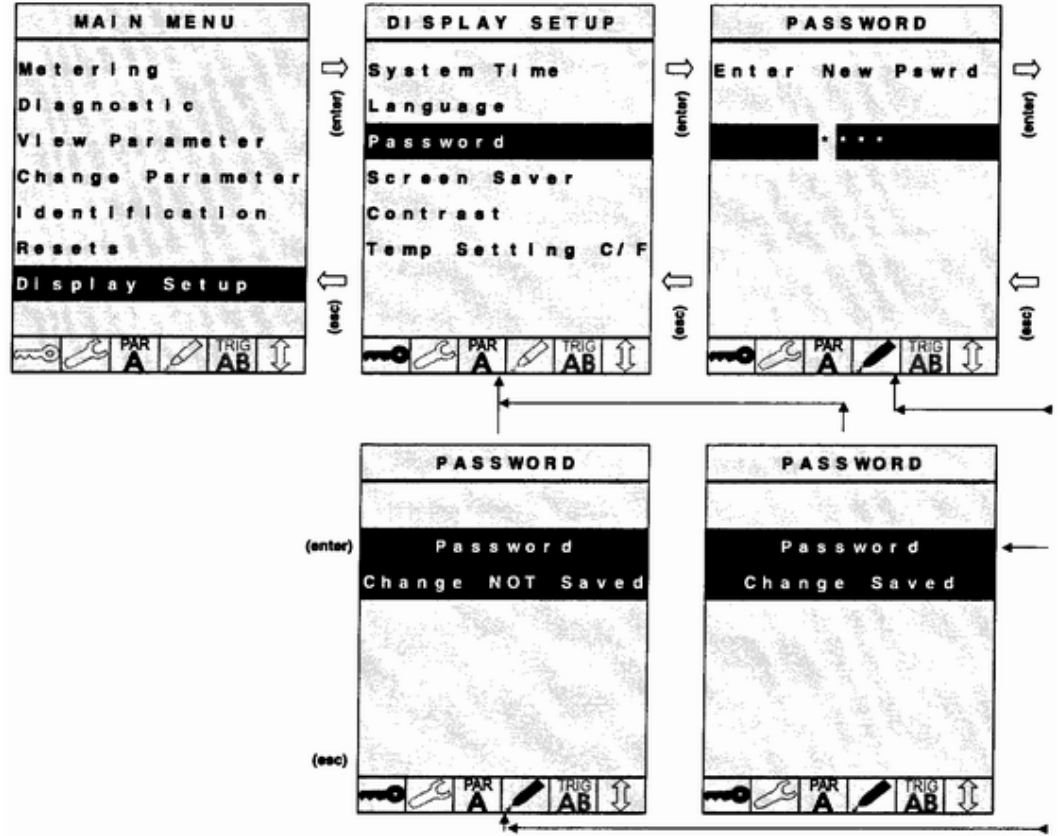 MAIN MENU
Metering
Diagnostic
View Parameter
Change Parameter
Identification
Resets
Display Setup
PAR
A
TRIG
AB
(enter)
(esc)
DISPLAY SETUP
System Time
Language
Password
Screen Saver
Contrast
Temp Setting C/F
PAR
A
TRIG
AB
(enter)
(esc)
PASSWORD
Enter New Pswrd
* * * *
PAR
A
TRIG
AB
(enter)
(esc)
PASSWORD
(enter)
Password
Change NOT Saved
(esc)
PAR
A
TRIG
AB
PASSWORD
Password
Change Saved
PAR
A
TRIG
AB